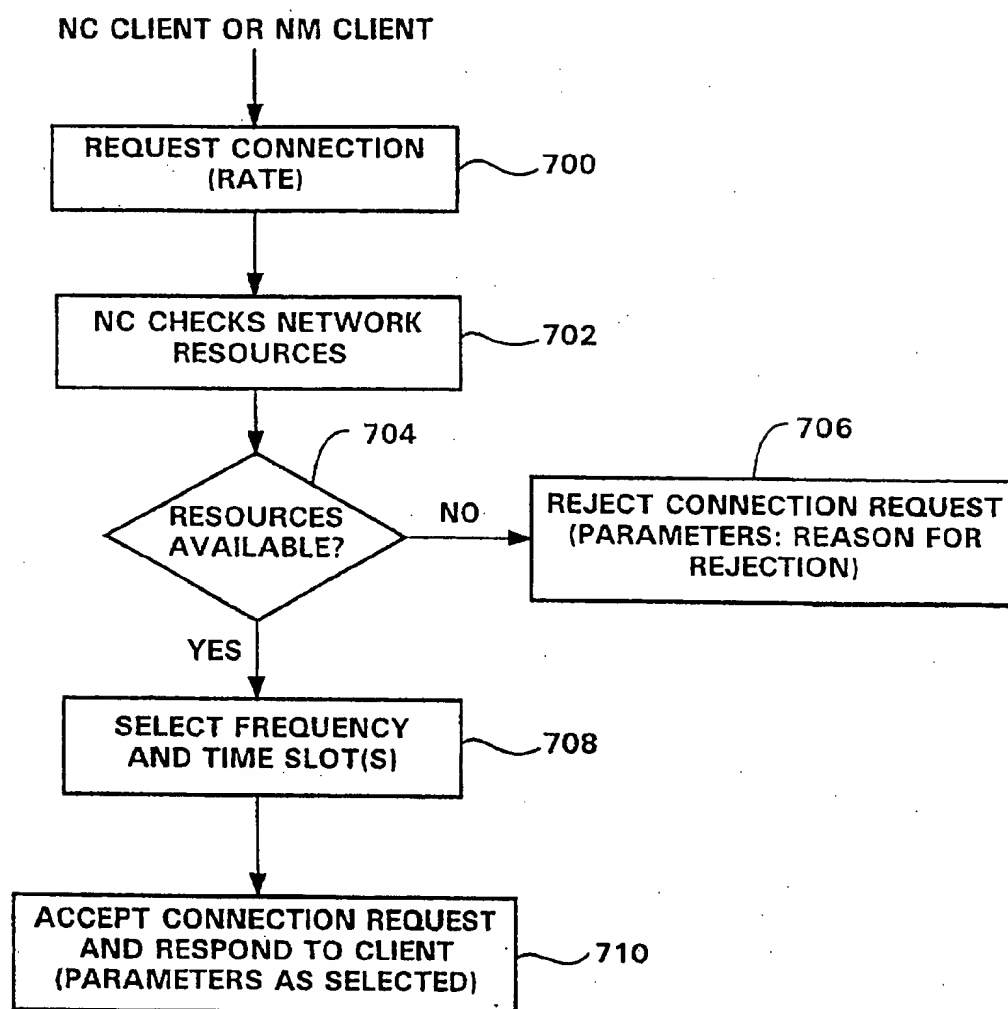 NC CLIENT OR NM CLIENT
REQUEST CONNECTION
(RATE)
700
NC CHECKS NETWORK
RESOURCES
702
704
RESOURCES
AVAILABLE?
NO
706
REJECT CONNECTION REQUEST
(PARAMETERS: REASON FOR
REJECTION)
YES
SELECT FREQUENCY
AND TIME SLOT(S)
708
ACCEPT CONNECTION REQUEST
AND RESPOND TO CLIENT
(PARAMETERS AS SELECTED)
710